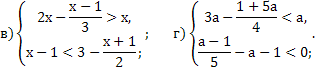 в) { 2x − (x − 1)/3 > x, ; г) { 3a − (1 + 5a)/4 < a, .
x − 1 < 3 − (x + 1)/2; (a − 1)/5 − a − 1 < 0;